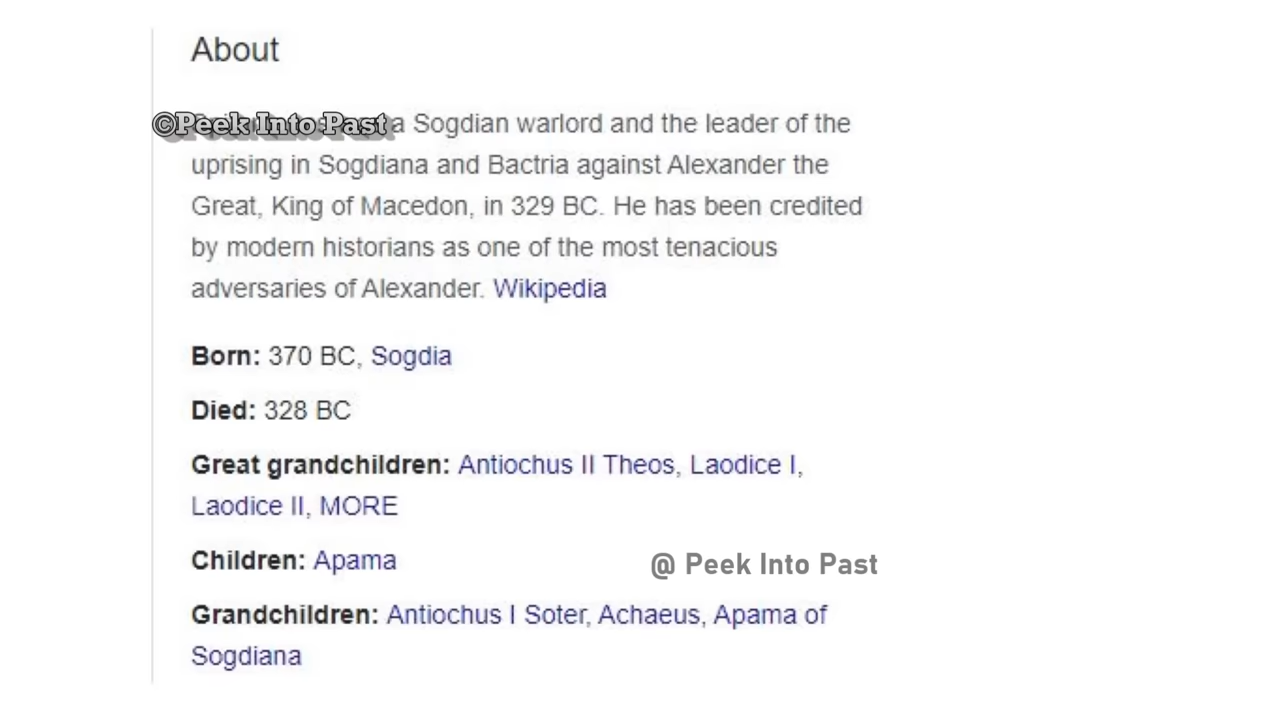 About
©Peek Into Past a Sogdian warlord and the leader of the
uprising in Sogdiana and Bactria against Alexander the
Great, King of Macedon, in 329 BC. He has been credited
by modern historians as one of the most tenacious
adversaries of Alexander. Wikipedia
Born: 370 BC, Sogdia
Died: 328 BC
Great grandchildren: Antiochus II Theos, Laodice I,
Laodice II, MORE
Children: Apama
@ Peek Into Past
Grandchildren: Antiochus I Soter, Achaeus, Apama of
Sogdiana